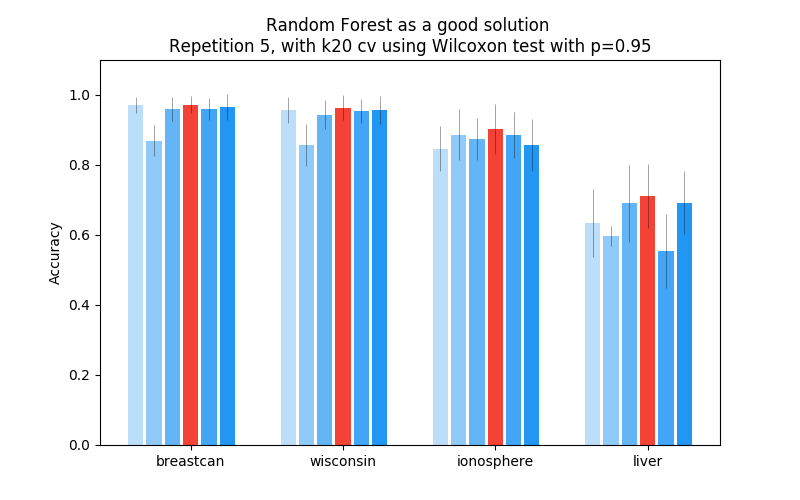 Random Forest as a good solution
Repetition 5, with k20 cv using Wilcoxon test with p=0.95
Accuracy
1.0
0.8
0.6
0.4
0.2
0.0
breastcan wisconsin ionosphere liver